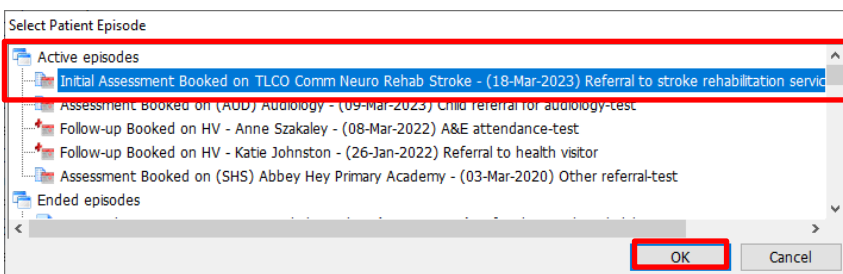 Select Patient Episode
Active episodes
Initial Assessment Booked on TLCO Comm Neuro Rehab Stroke - (18-Mar-2023) Referral to stroke rehabilitation servic
Assessment Booked on (AUD) Audiology - (09-Mar-2023) Child referral for audiology-test
Follow-up Booked on HV - Anne Szakaley - (08-Mar-2022) A&E attendance-test
Follow-up Booked on HV - Katie Johnston - (26-Jan-2022) Referral to health visitor
Assessment Booked on (SHS) Abbey Hey Primary Academy - (03-Mar-2020) Other referral-test
Ended episodes
OK
Cancel